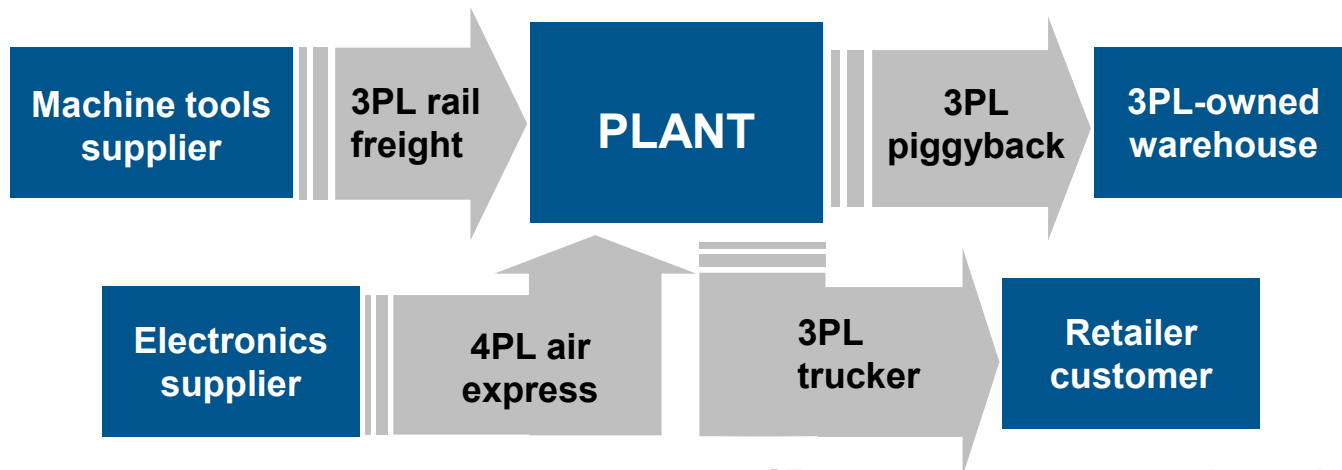 Machine tools
supplier
3PL rail
freight
PLANT
3PL
piggyback
3PL-owned
warehouse
Electronics
supplier
4PL air
express
3PL
trucker
Retailer
customer